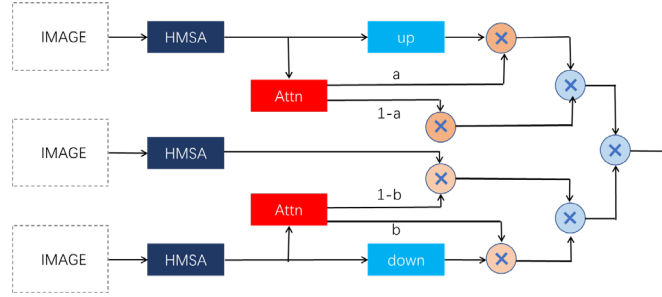 IMAGE
HMSA
up
×
a
×
Attn
1-a
×
×
IMAGE
HMSA
×
1-b
Attn
×
b
IMAGE
HMSA
down
×